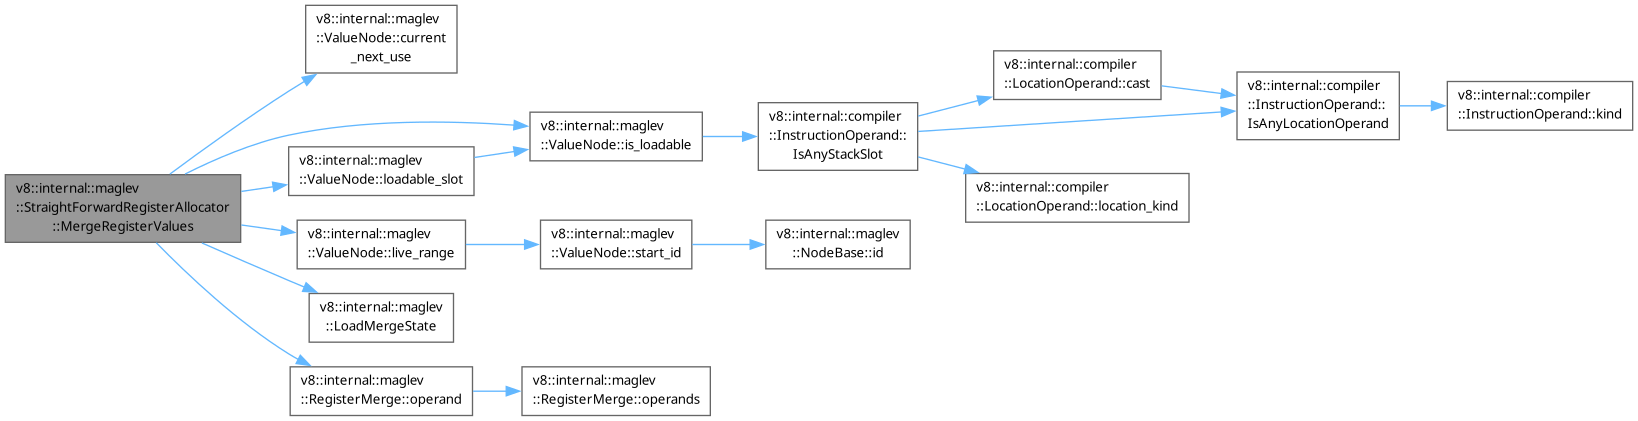 v8::internal::maglev
::StraightForwardRegisterAllocator
::MergeRegisterValues
v8::internal::maglev
::ValueNode::current
_next_use
v8::internal::maglev
::ValueNode::is_loadable
v8::internal::compiler
::InstructionOperand::
IsAnyStackSlot
v8::internal::compiler
::LocationOperand::cast
v8::internal::compiler
::InstructionOperand::
IsAnyLocationOperand
v8::internal::compiler
::InstructionOperand::kind
v8::internal::compiler
::LocationOperand::location_kind
v8::internal::maglev
::ValueNode::loadable_slot
v8::internal::maglev
::ValueNode::live_range
v8::internal::maglev
::ValueNode::start_id
v8::internal::maglev
::NodeBase::id
v8::internal::maglev
::LoadMergeState
v8::internal::maglev
::RegisterMerge::operand
v8::internal::maglev
::RegisterMerge::operands